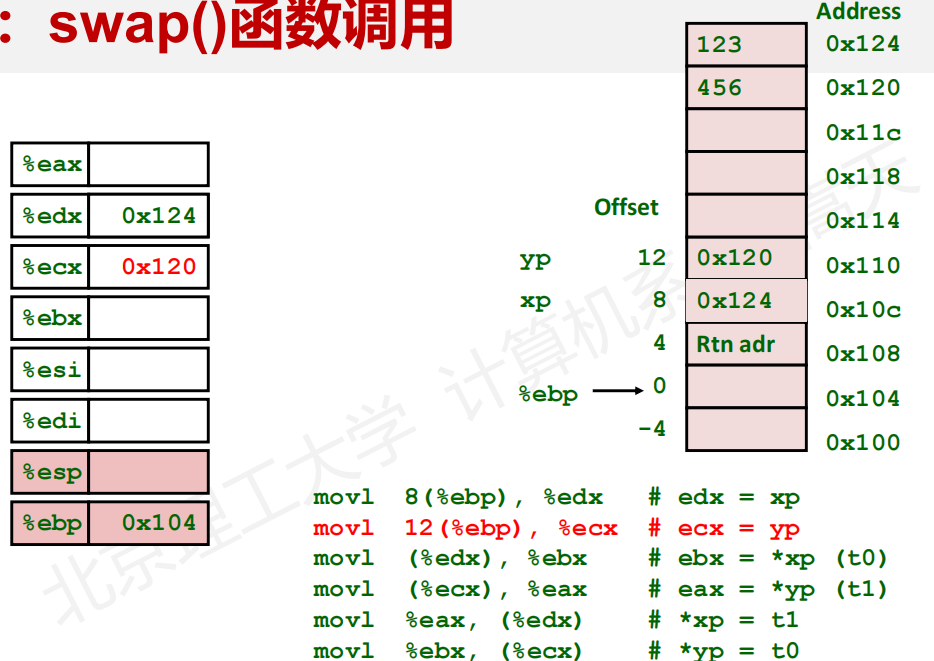 ：swap()函数调用
Address
123 0x124
456 0x120
0x11c
0x118
0x114
Offset
yp 12 0x120 0x110
xp 8 0x124 0x10c
4 Rtn adr 0x108
%ebp 0 0x104
-4 0x100
%eax
%edx 0x124
%ecx 0x120
%ebx
%esi
%edi
%esp
%ebp 0x104
movl 8(%ebp), %edx # edx = xp
movl 12(%ebp), %ecx # ecx = yp
movl (%edx), %ebx # ebx = *xp (t0)
movl (%ecx), %eax # eax = *yp (t1)
movl %eax, (%edx) # *xp = t1
movl %ebx, (%ecx) # *yp = t0
北京理工大学 计算机系